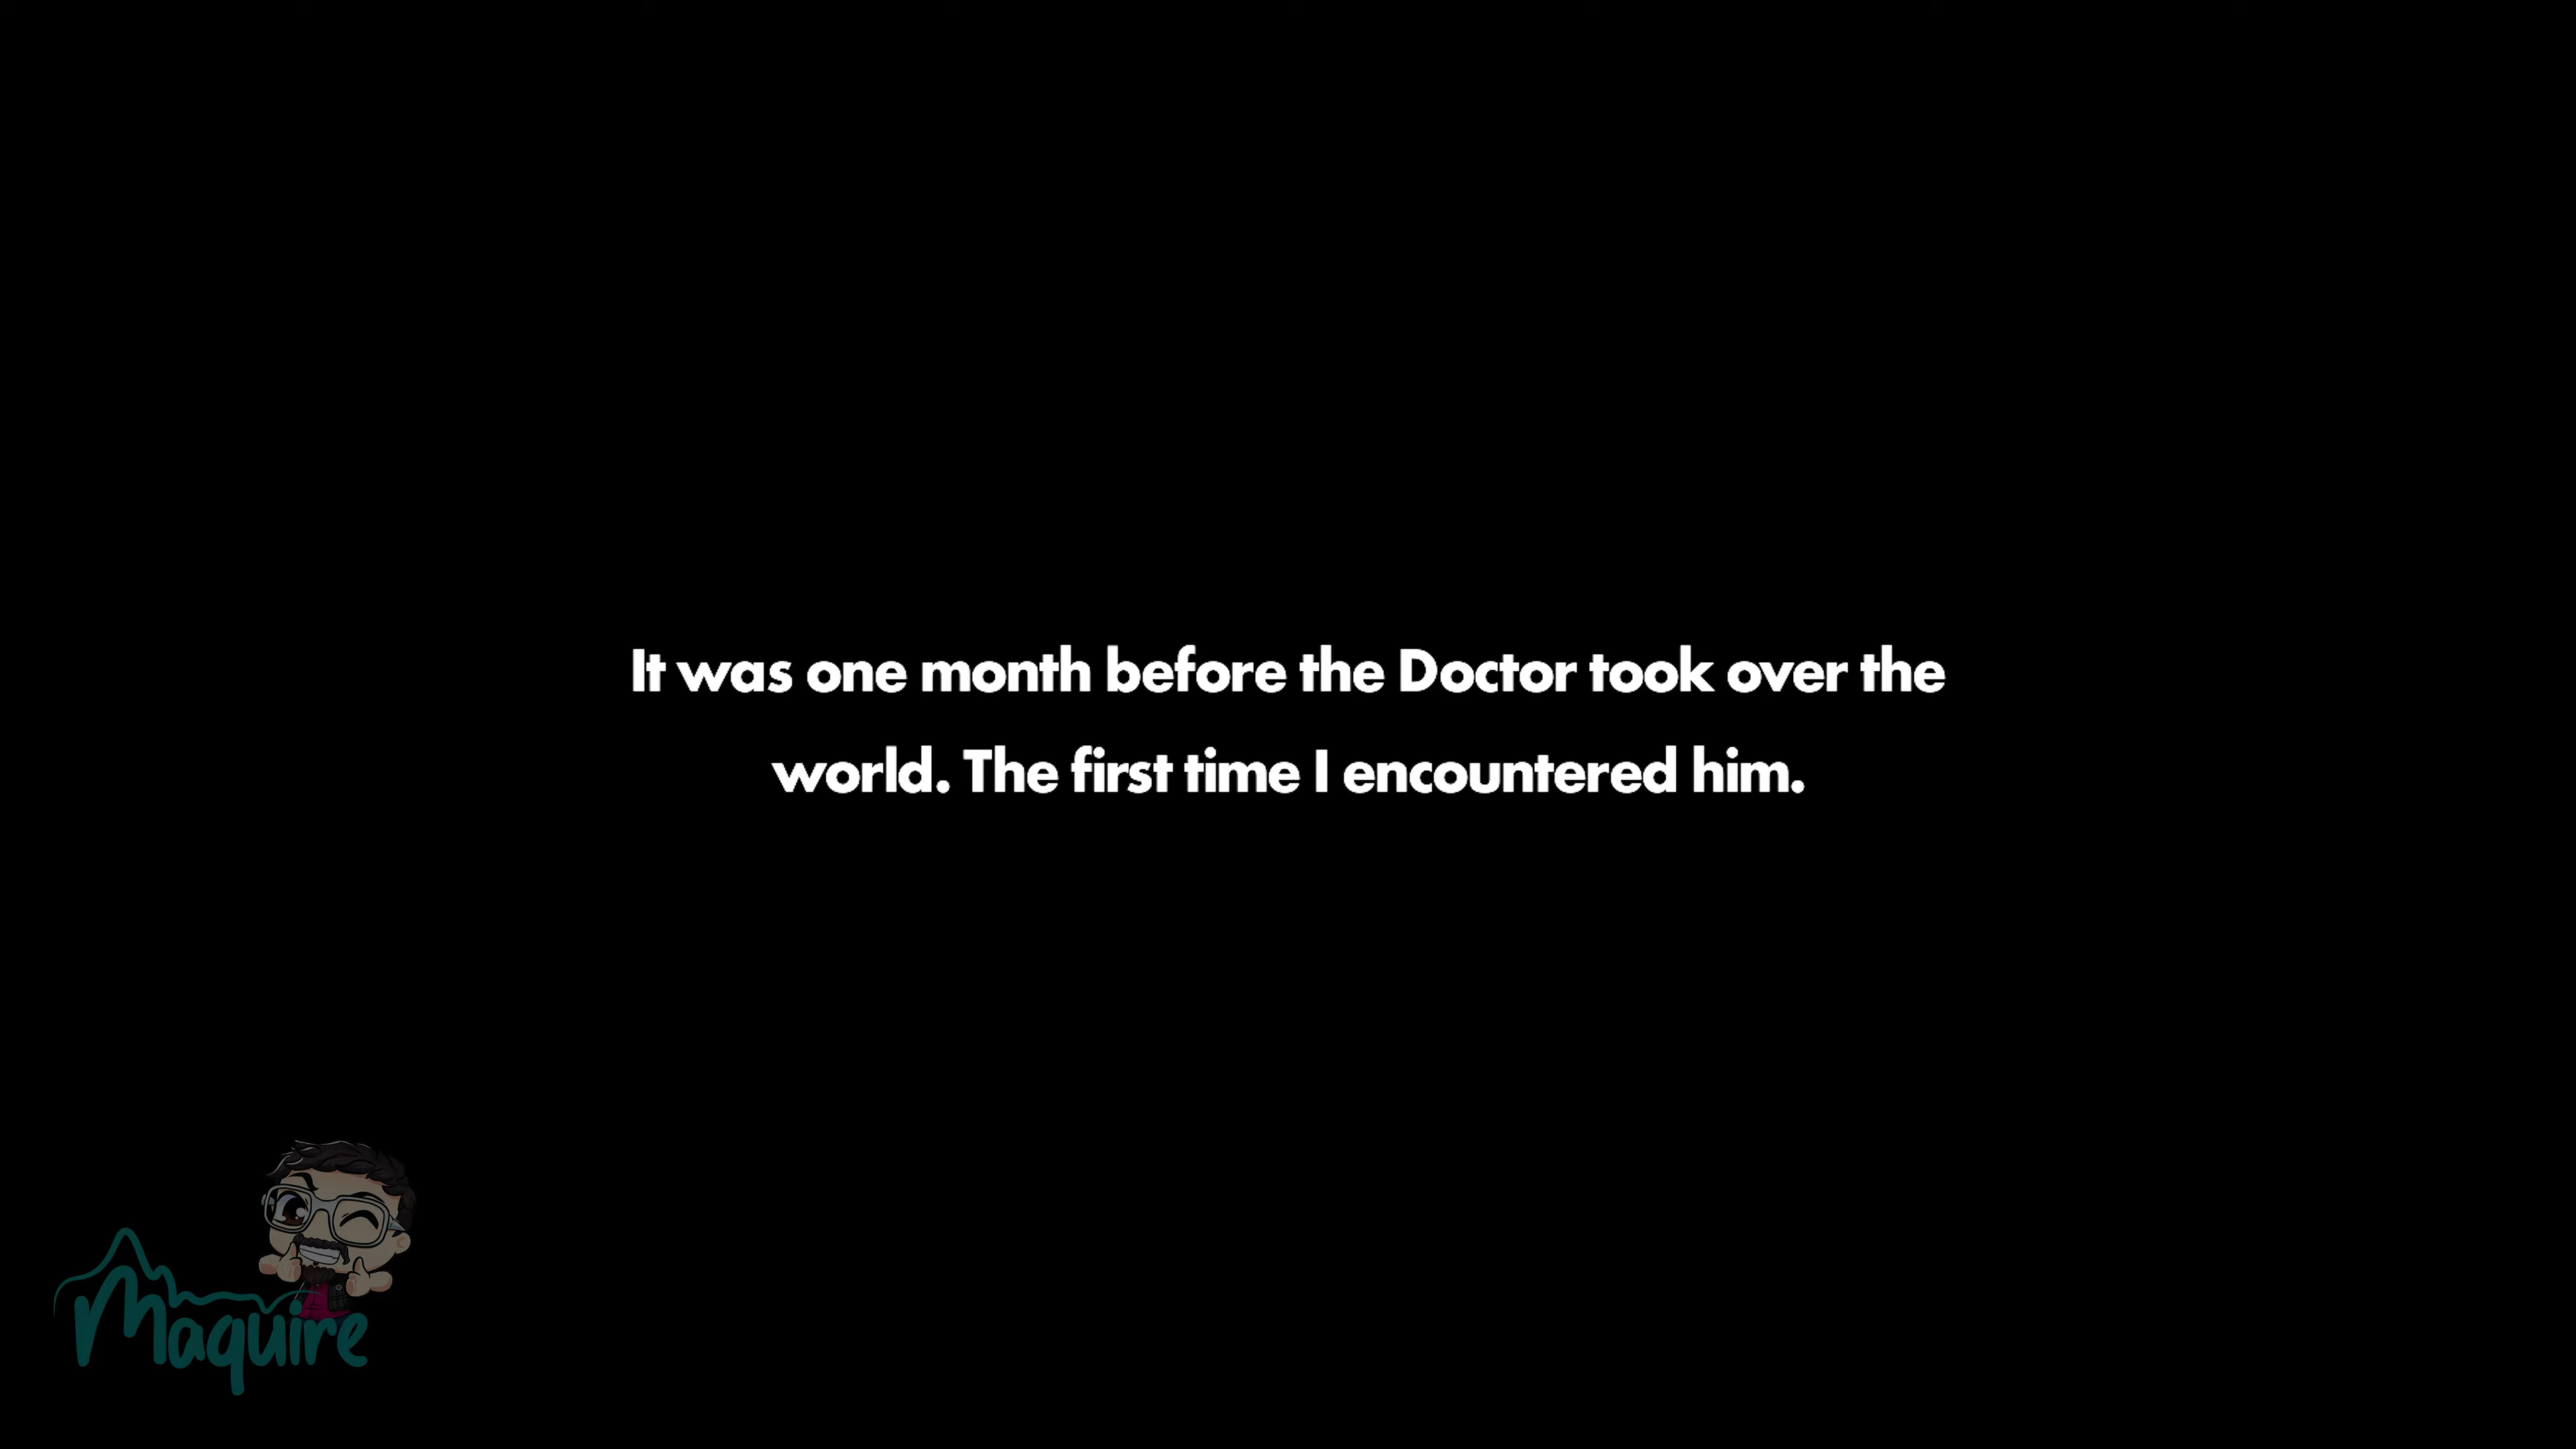 It was one month before the Doctor took over the
world. The first time I encountered him.
Maquire